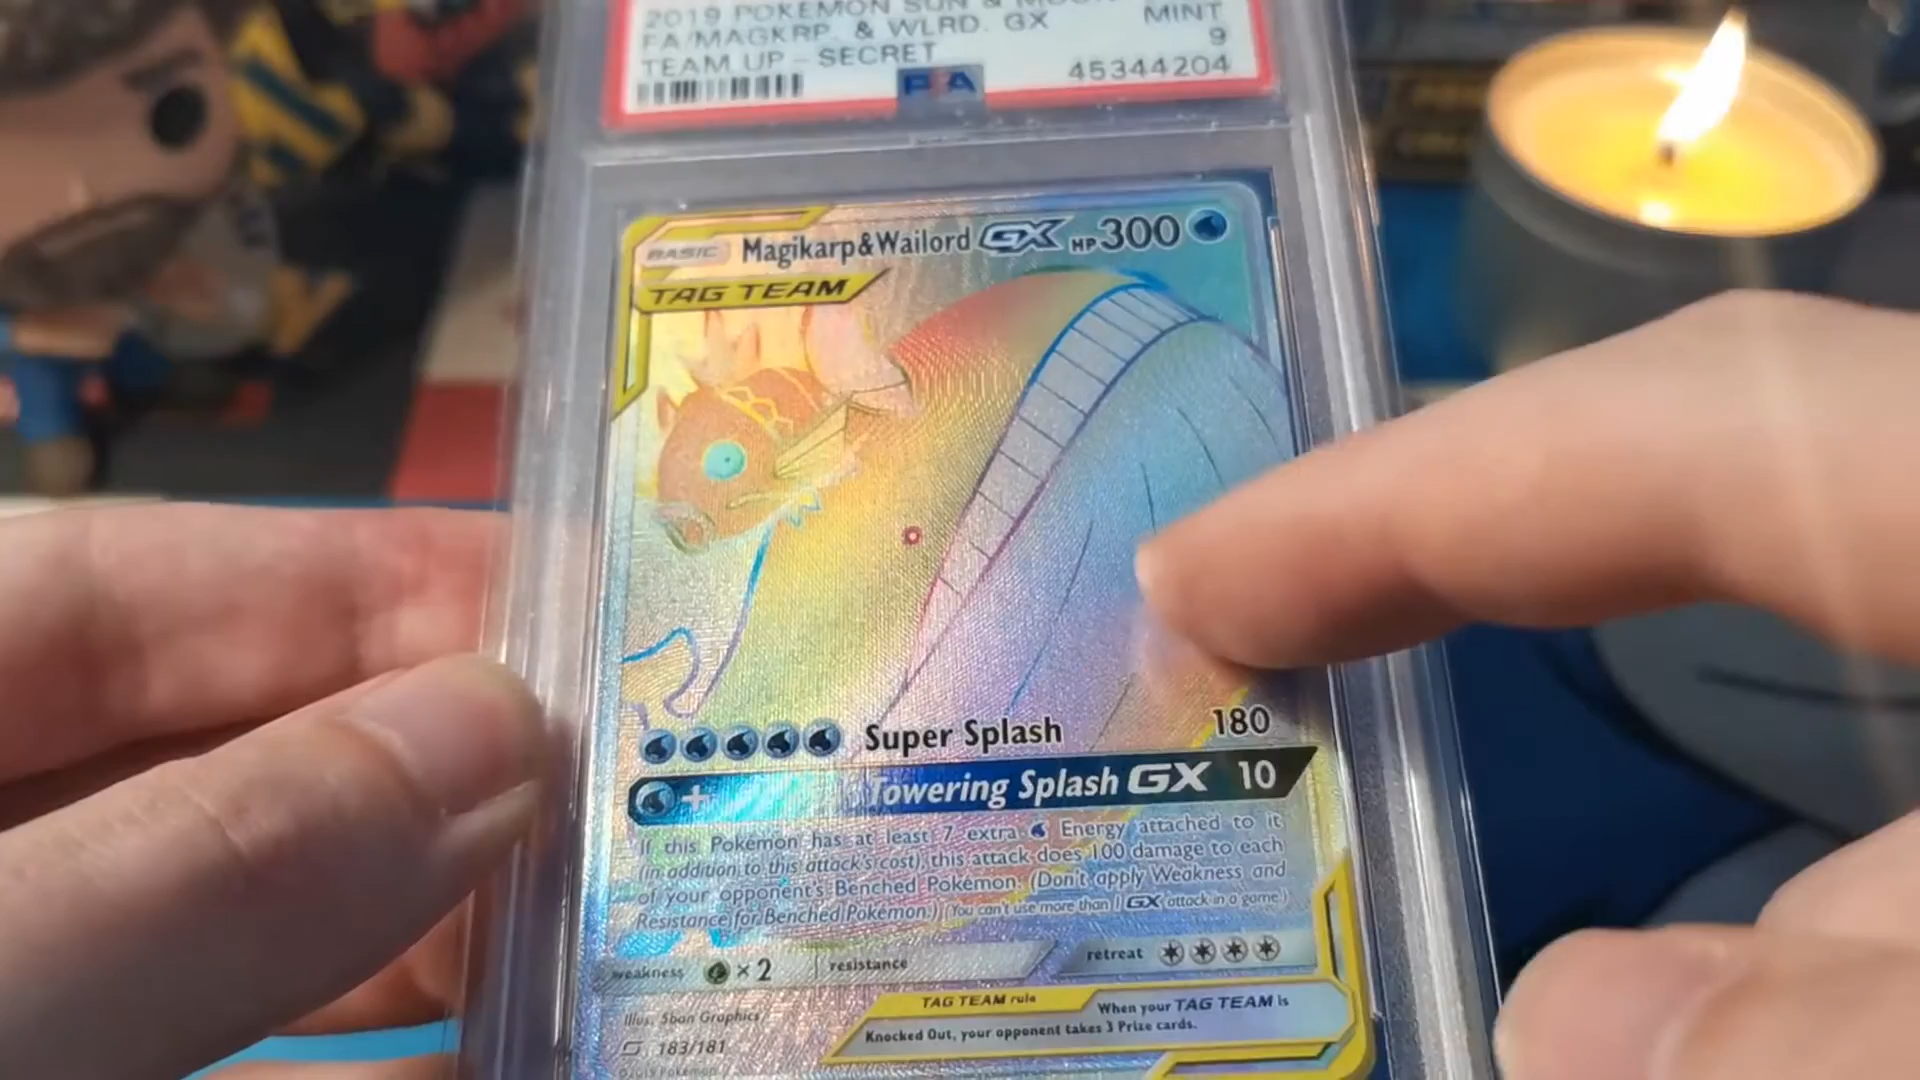 2019 POKEMON SUN & MOON
FA/MAGKRP. & WLRD. GX
TEAM UP - SECRET
MINT
9
45344204
PSA
BASIC Magikarp&Wailord GX HP300
TAG TEAM
Super Splash 180
+ Towering Splash GX 10
If this Pokémon has at least 7 extra Energy attached to it
(in addition to this attack's cost), this attack does 100 damage to each
of your opponent's Benched Pokémon. (Don't apply Weakness and
Resistance for Benched Pokémon.) (You can't use more than 1 GX attack in a game.)
weakness ×2 resistance retreat
TAG TEAM rule When your TAG TEAM is
Knocked Out, your opponent takes 3 Prize cards.
Illus. 5ban Graphics
183/181
©2019 Pokémon